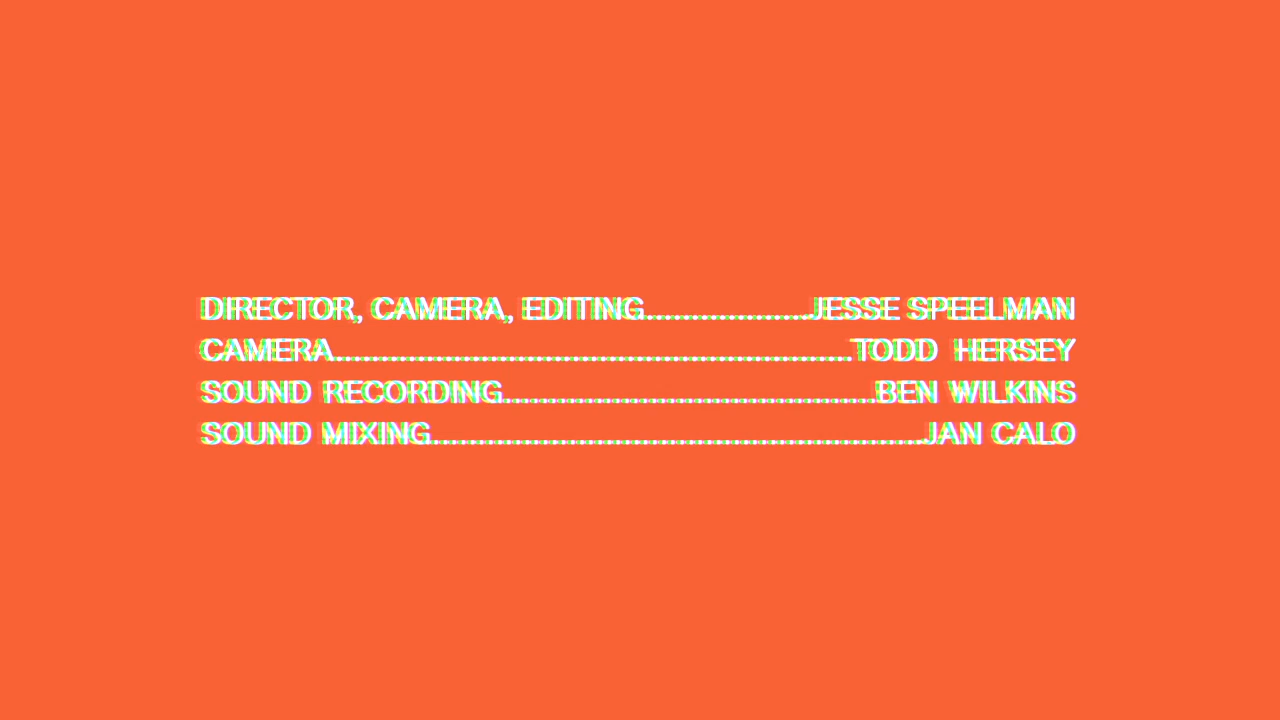 DIRECTOR, CAMERA, EDITING..................JESSE SPEELMAN
CAMERA.........................................................TODD HERSEY
SOUND RECORDING.........................................BEN WILKINS
SOUND MIXING......................................................JAN CALO